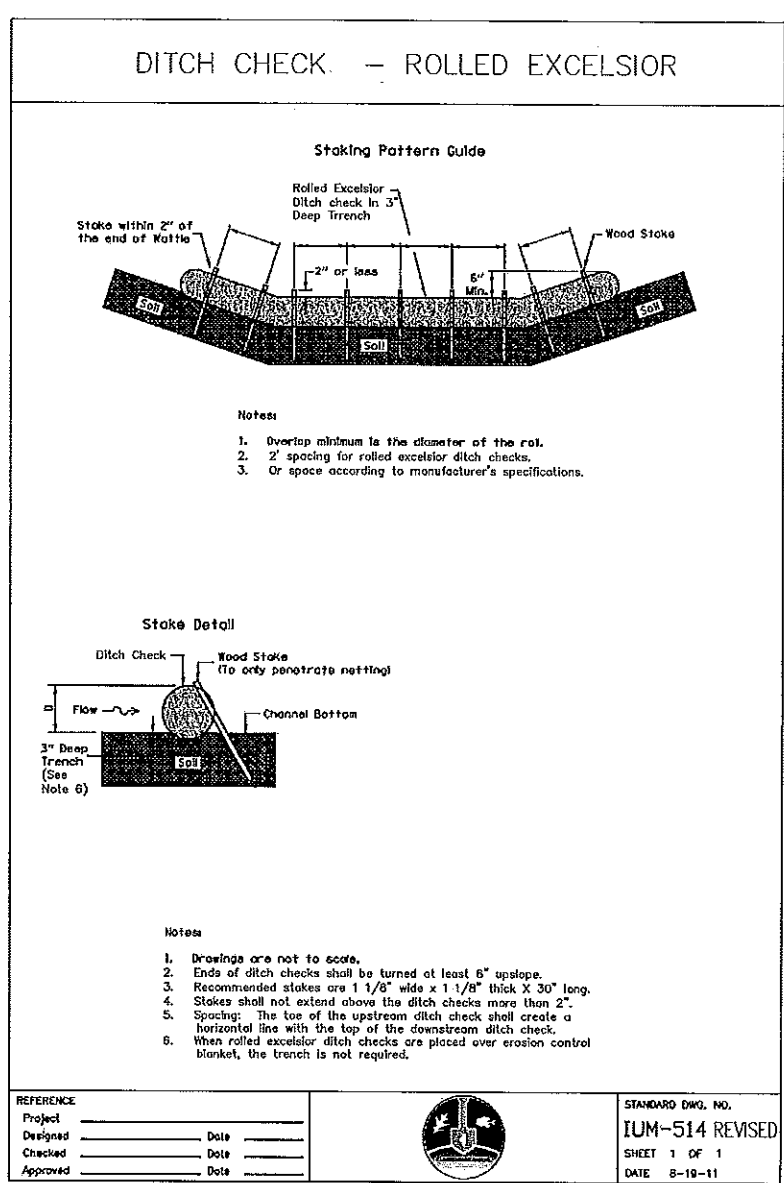 DITCH CHECK - ROLLED EXCELSIOR
Staking Pattern Guide
Rolled Excelsior
Ditch check In 3"
Deep Trrench
Stake within 2" of
the end of Wattle
Wood Stake
2" or less
6"
Min.
Soil
Soil
Soil
Notes:
1. Overlap minimum is the diameter of the rol.
2. 2' spacing for rolled excelsior ditch checks.
3. Or space according to manufacturer's specifications.
Stake Detail
Ditch Check
Wood Stake
(To only penetrate netting)
D
Flow
Channel Bottom
3" Deep
Trench
(See
Note 6)
Soil
Notes:
1. Drawings are not to scale.
2. Ends of ditch checks shall be turned at least 6" upslope.
3. Recommended stakes are 1 1/8" wide x 1 1/8" thick X 30" long.
4. Stakes shall not extend above the ditch checks more than 2".
5. Spacing: The toe of the upstream ditch check shall create a
horizontal line with the top of the downstream ditch check.
6. When rolled excelsior ditch checks are placed over erosion control
blanket, the trench is not required.
REFERENCE
Project
Designed Date
Checked Date
Approved Date
STANDARD DWG. NO.
IUM-514 REVISED
SHEET 1 OF 1
DATE 8-19-11